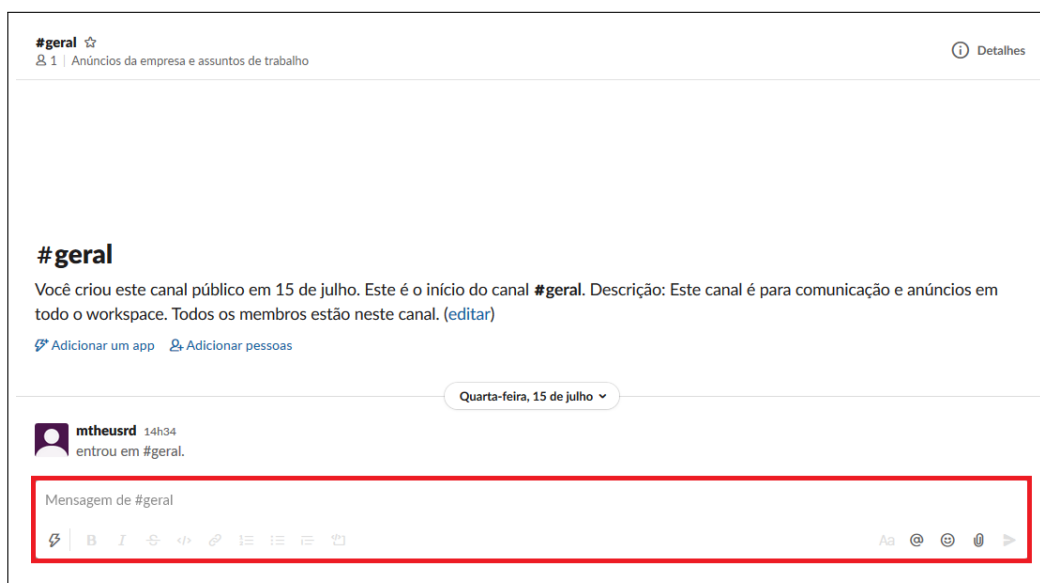 #geral
1 | Anúncios da empresa e assuntos de trabalho
Detalhes
#geral
Você criou este canal público em 15 de julho. Este é o início do canal #geral. Descrição: Este canal é para comunicação e anúncios em
todo o workspace. Todos os membros estão neste canal. (editar)
Adicionar um app Adicionar pessoas
Quarta-feira, 15 de julho
mtheusrd 14h34
entrou em #geral.
Mensagem de #geral
B I S </> Aa @